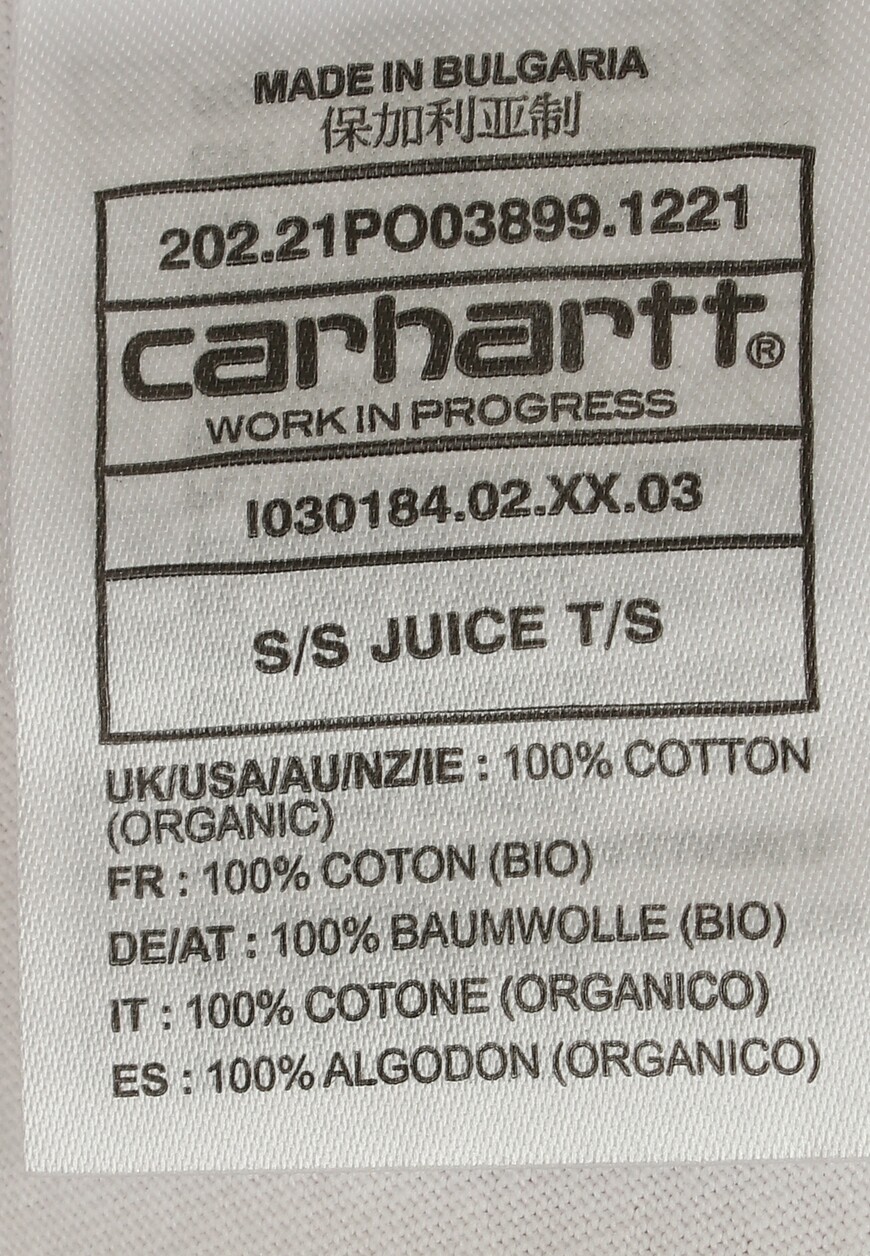 MADE IN BULGARIA
保加利亚制
202.21PO03899.1221
carhartt®
WORK IN PROGRESS
I030184.02.XX.03
S/S JUICE T/S
UK/USA/AU/NZ/IE : 100% COTTON
(ORGANIC)
FR : 100% COTON (BIO)
DE/AT : 100% BAUMWOLLE (BIO)
IT : 100% COTONE (ORGANICO)
ES : 100% ALGODON (ORGANICO)